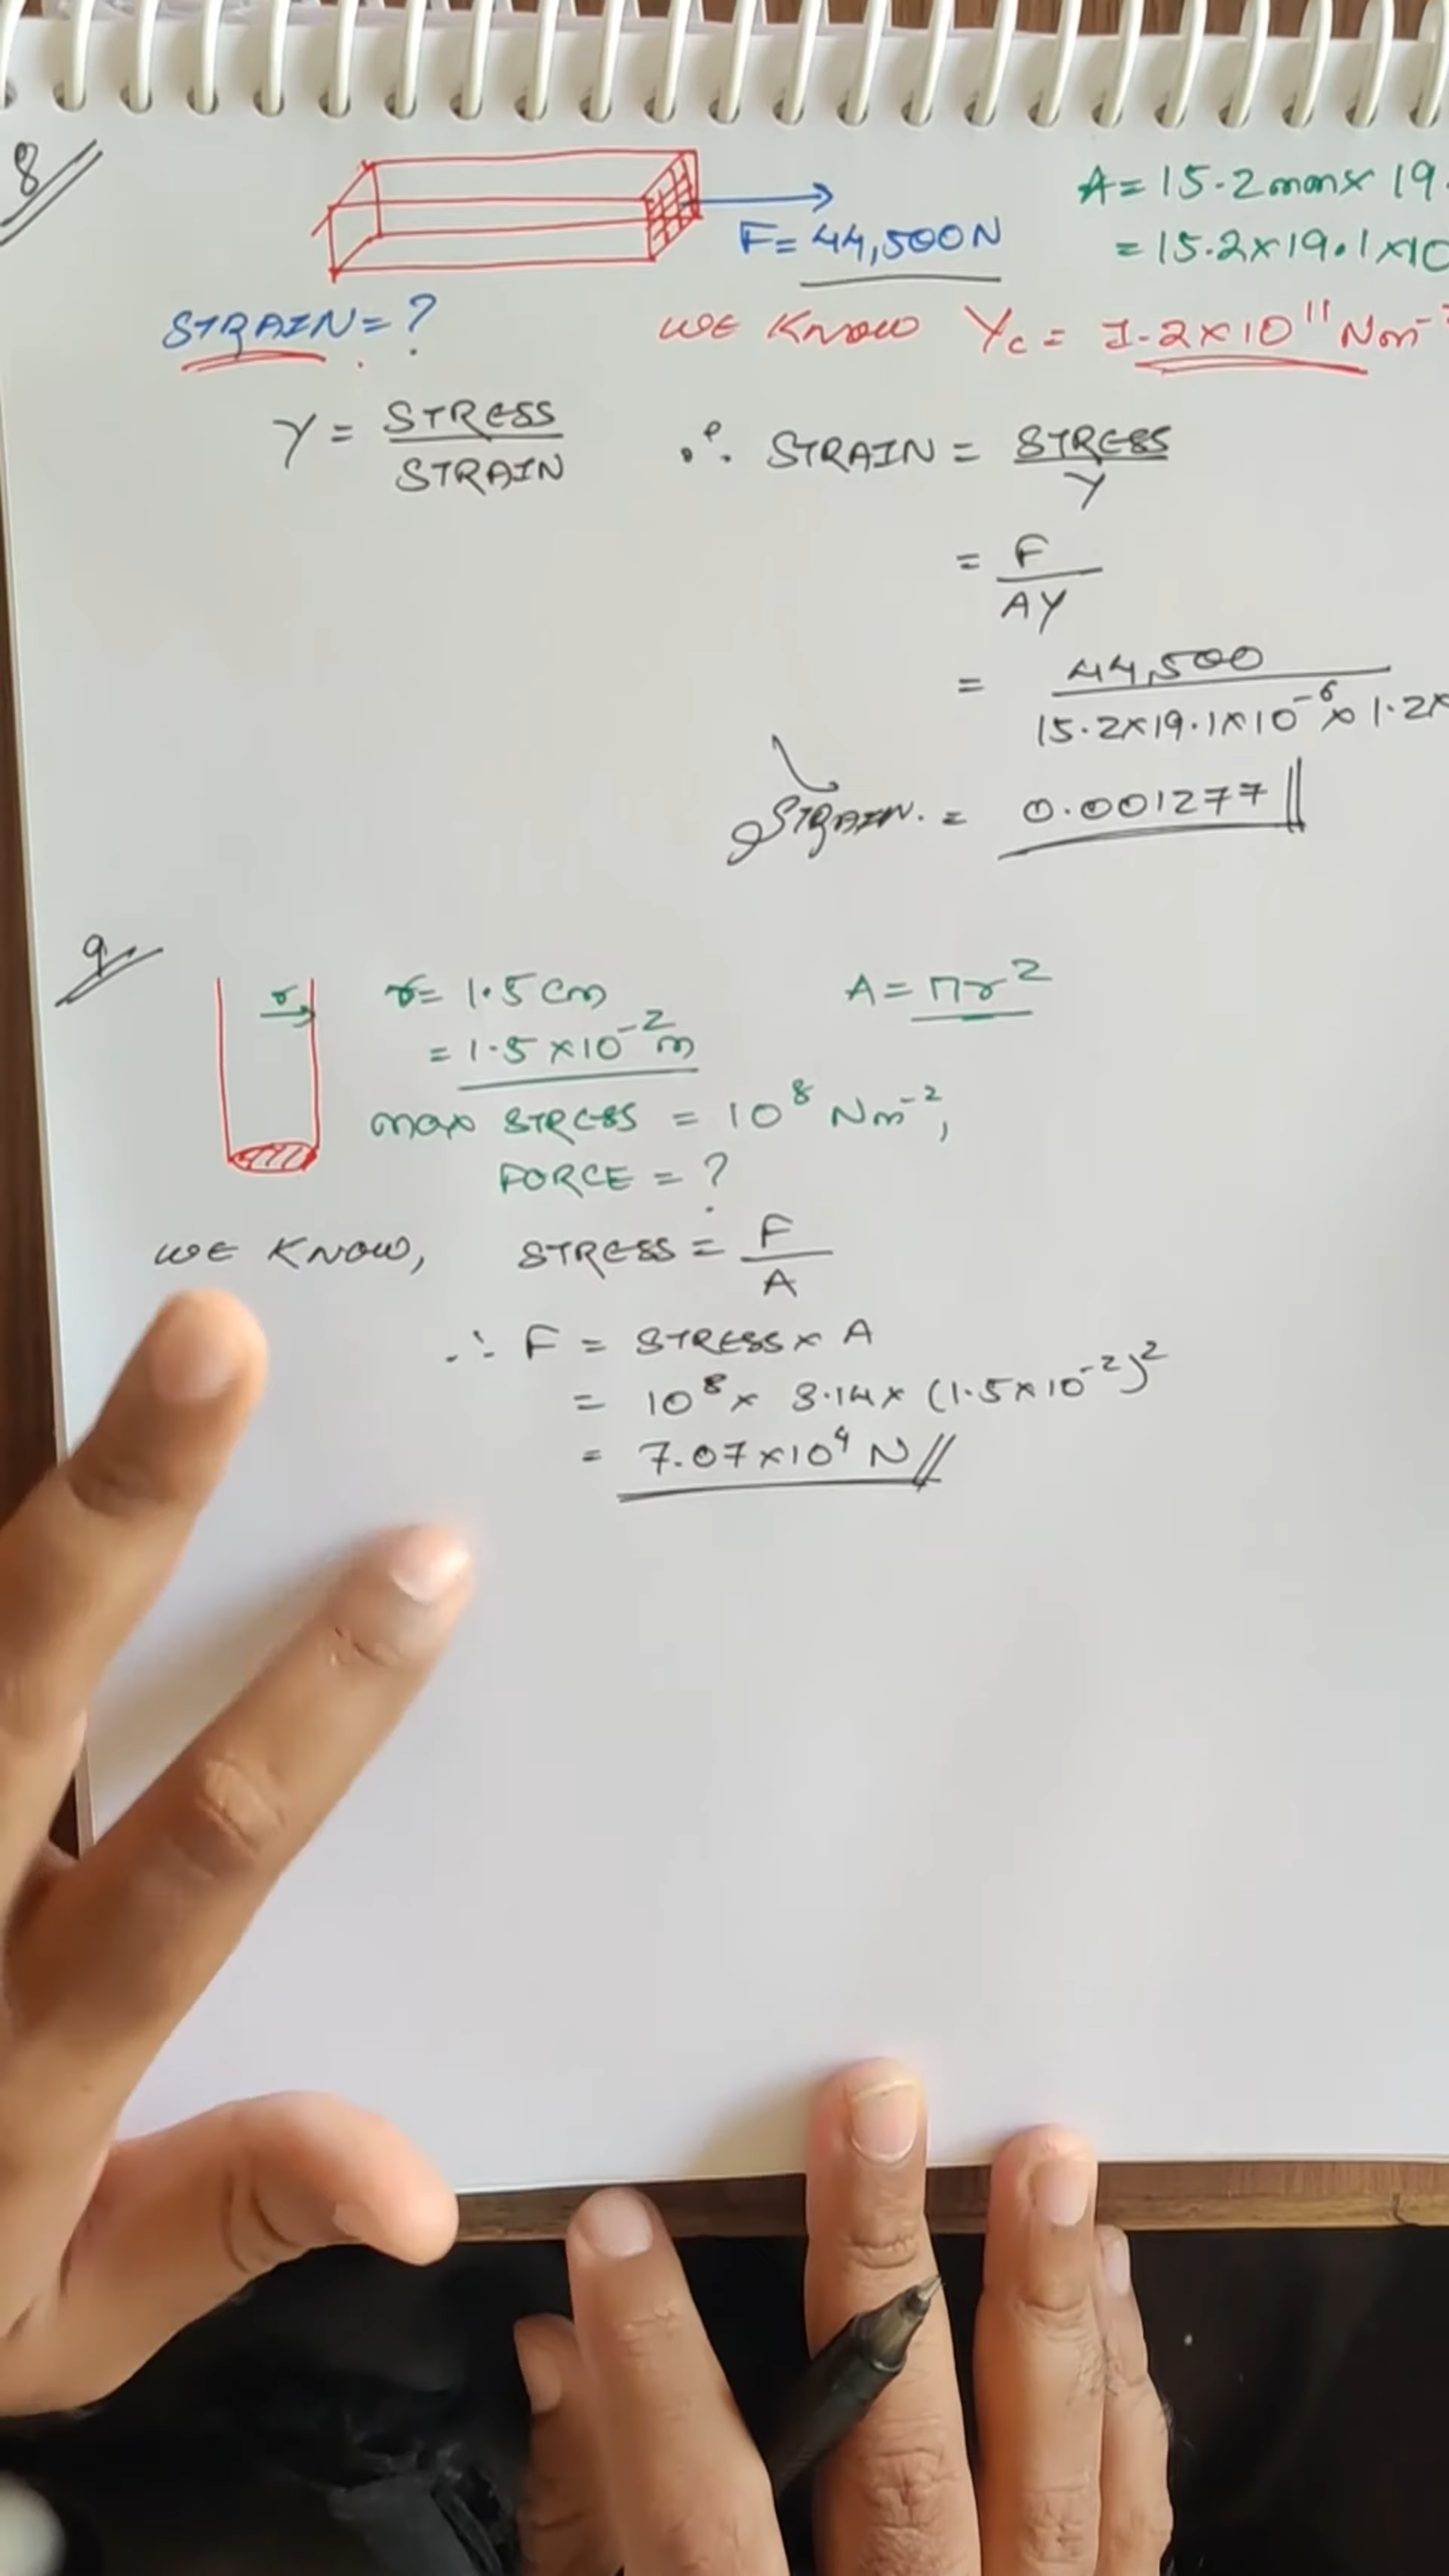 8
F = 44,500N
A = 15.2mm × 19.
= 15.2×19.1×10
STRAIN = ?
WE KNOW Yc = 1.2×10¹¹ Nm⁻²
Y = STRESS / STRAIN
∴ STRAIN = STRESS / Y
= F / AY
= 44,500 / 15.2×19.1×10⁻⁶ × 1.2×
STRAIN. = 0.001277
9
r
r = 1.5 cm
= 1.5 ×10⁻² m
A = πr²
max STRESS = 10⁸ Nm⁻²,
FORCE = ?
WE KNOW, STRESS = F / A
∴ F = STRESS × A
= 10⁸ × 3.14 × (1.5×10⁻²)²
= 7.07×10⁴ N